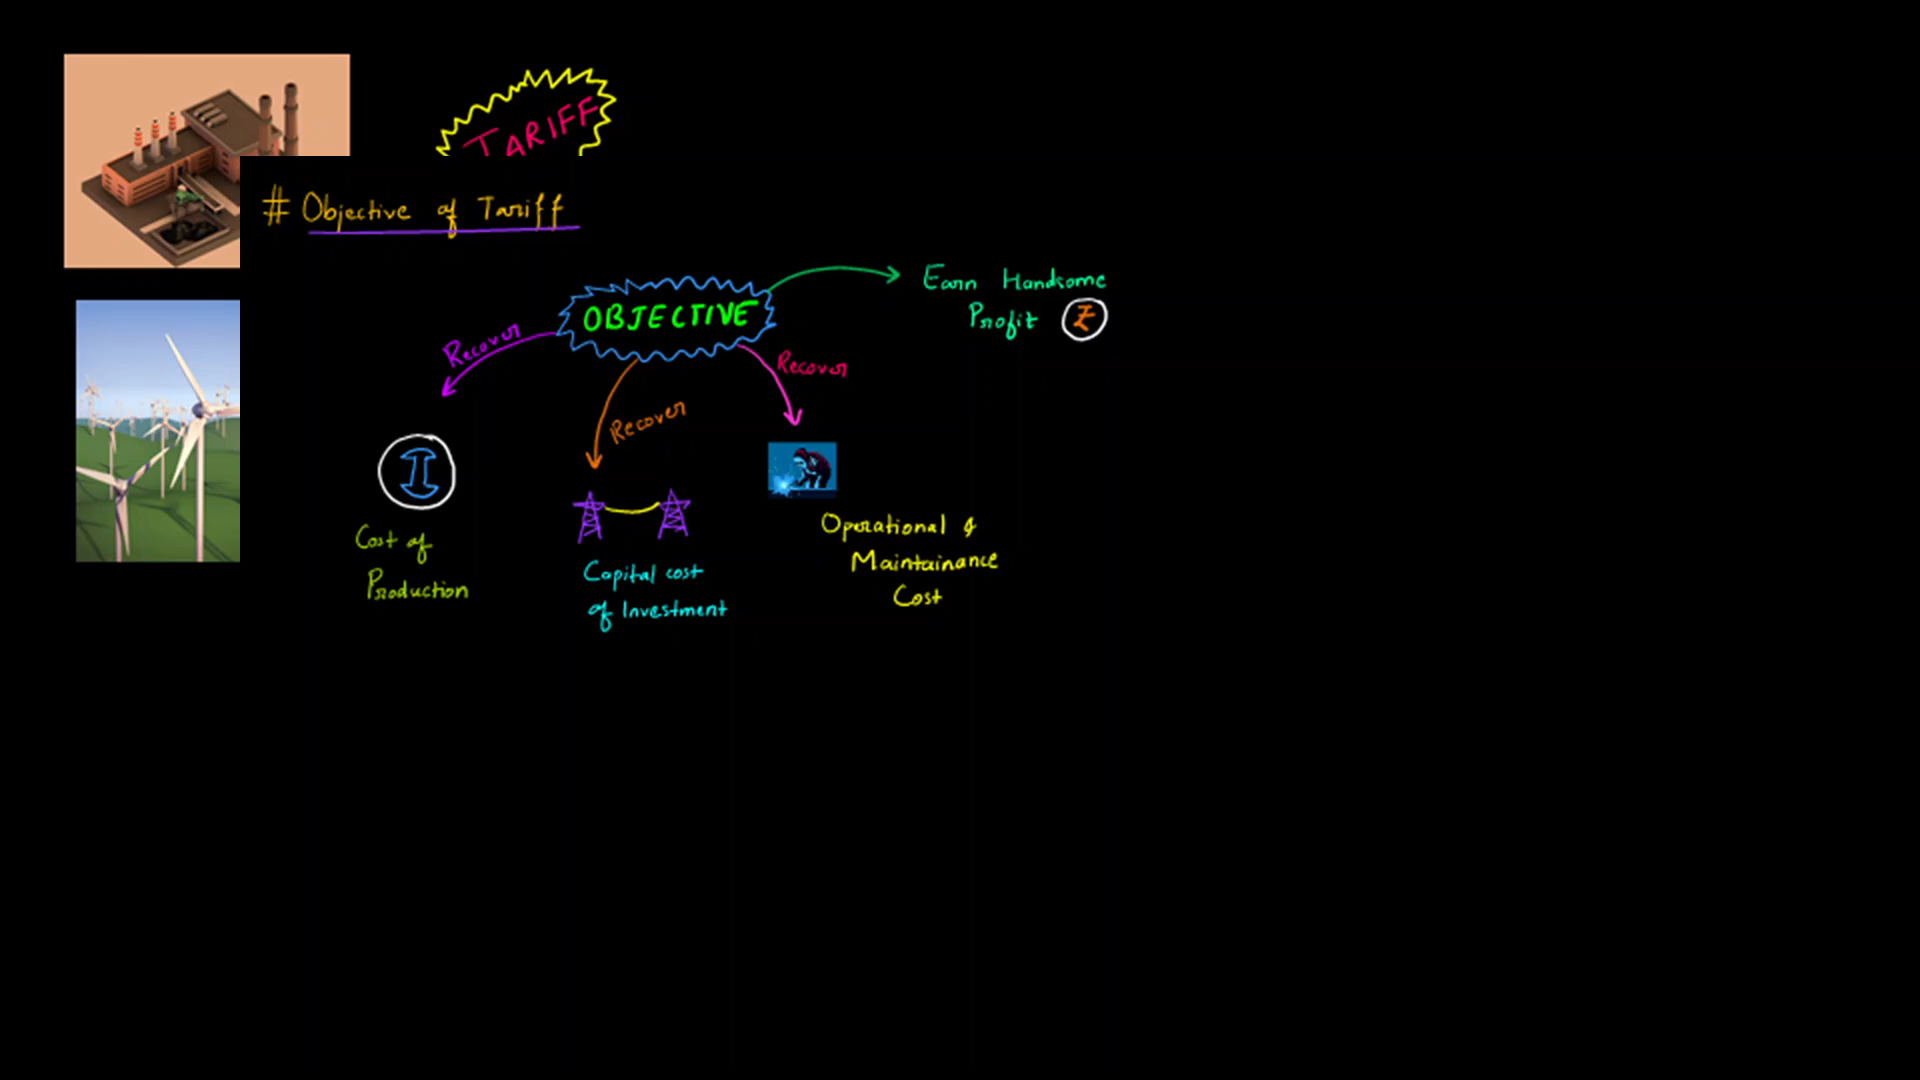 TARIFF
# Objective of Tariff
OBJECTIVE
Earn Handsome
Profit
Recover
Recover
Recover
Cost of
Production
Capital cost
of Investment
Operational &
Maintainance
Cost